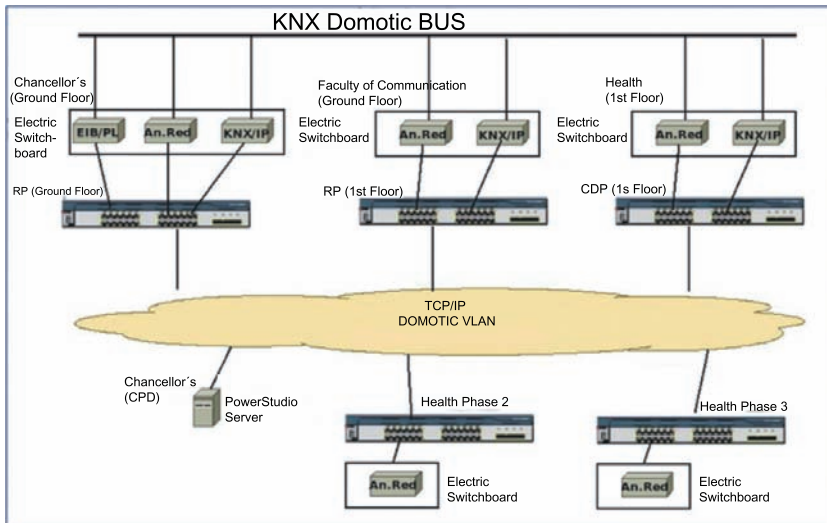 KNX Domotic BUS
Chancellor´s
(Ground Floor)
Faculty of Communication
(Ground Floor)
Health
(1st Floor)
Electric
Switch-
board
EIB/PL
An.Red
KNX/IP
Electric
Switchboard
An.Red
KNX/IP
Electric
Switchboard
An.Red
KNX/IP
RP (Ground Floor)
RP (1st Floor)
CDP (1s Floor)
TCP/IP
DOMOTIC VLAN
Chancellor´s
(CPD)
PowerStudio
Server
Health Phase 2
Health Phase 3
An.Red
Electric
Switchboard
An.Red
Electric
Switchboard